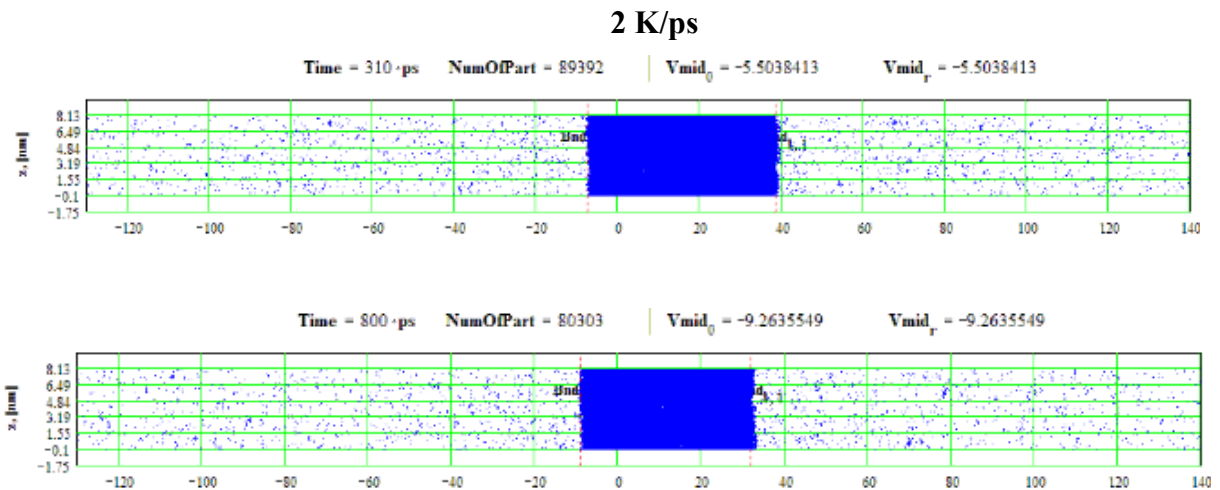 2 K/ps
Time = 310 · ps NumOfPart = 89392 Vmid₀ = −5.5038413 Vmidᵣ = −5.5038413
8.13
6.49
4.84
3.19
1.55
−0.1
−1.75
x, [nm]
Bnd
−120 −100 −80 −60 −40 −20 0 20 40 60 80 100 120 140
Time = 800 · ps NumOfPart = 80303 Vmid₀ = −9.2635549 Vmidᵣ = −9.2635549
8.13
6.49
4.84
3.19
1.55
−0.1
−1.75
x, [nm]
Bnd
−120 −100 −80 −60 −40 −20 0 20 40 60 80 100 120 140